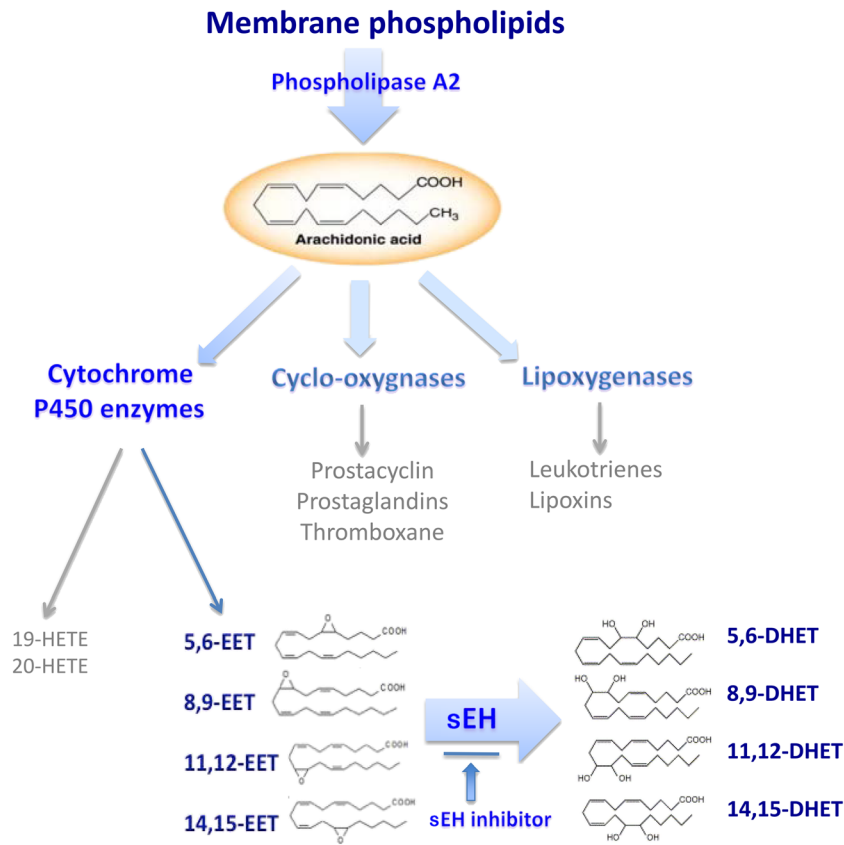 Membrane phospholipids
Phospholipase A2
COOH
CH3
Arachidonic acid
Cytochrome
P450 enzymes
Cyclo-oxygnases
Lipoxygenases
Prostacyclin
Prostaglandins
Thromboxane
Leukotrienes
Lipoxins
19-HETE
20-HETE
5,6-EET
O
COOH
8,9-EET
O
COOH
11,12-EET
COOH
O
14,15-EET
COOH
O
sEH
sEH inhibitor
HO OH
COOH
5,6-DHET
HO OH
COOH
8,9-DHET
COOH
HO OH
11,12-DHET
COOH
HO OH
14,15-DHET